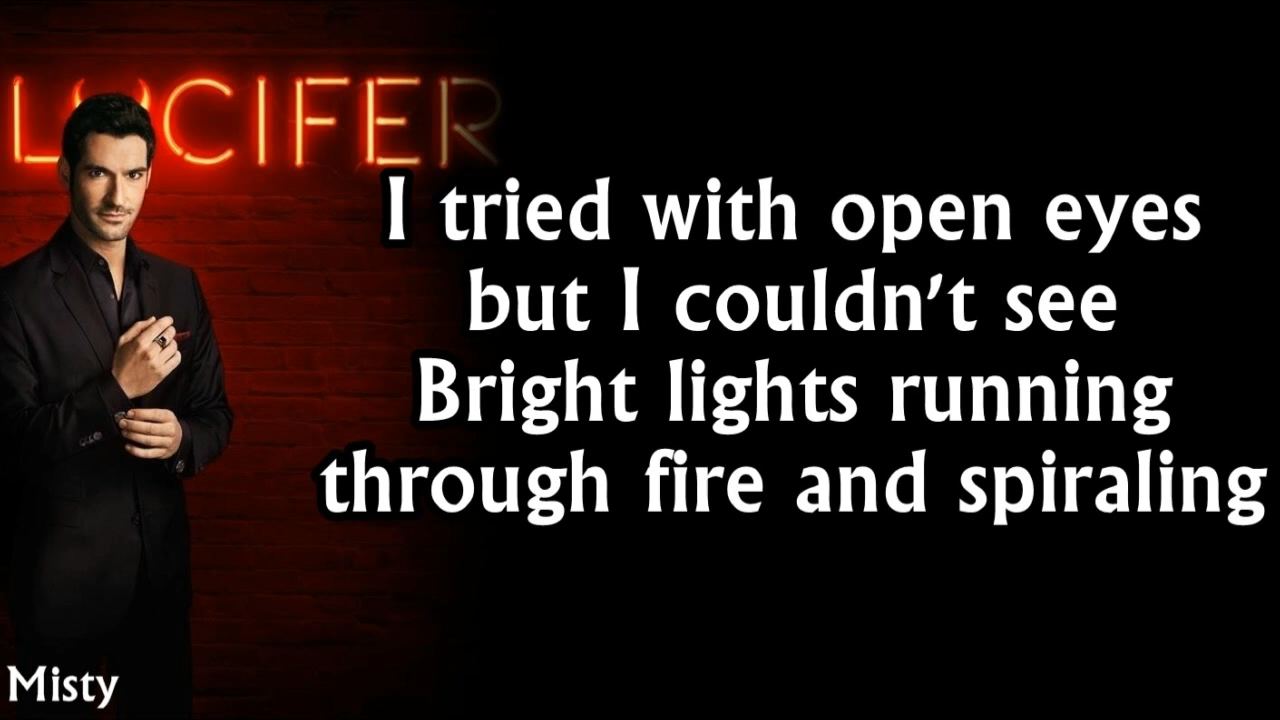 LUCIFER
I tried with open eyes
but I couldn't see
Bright lights running
through fire and spiraling
Misty